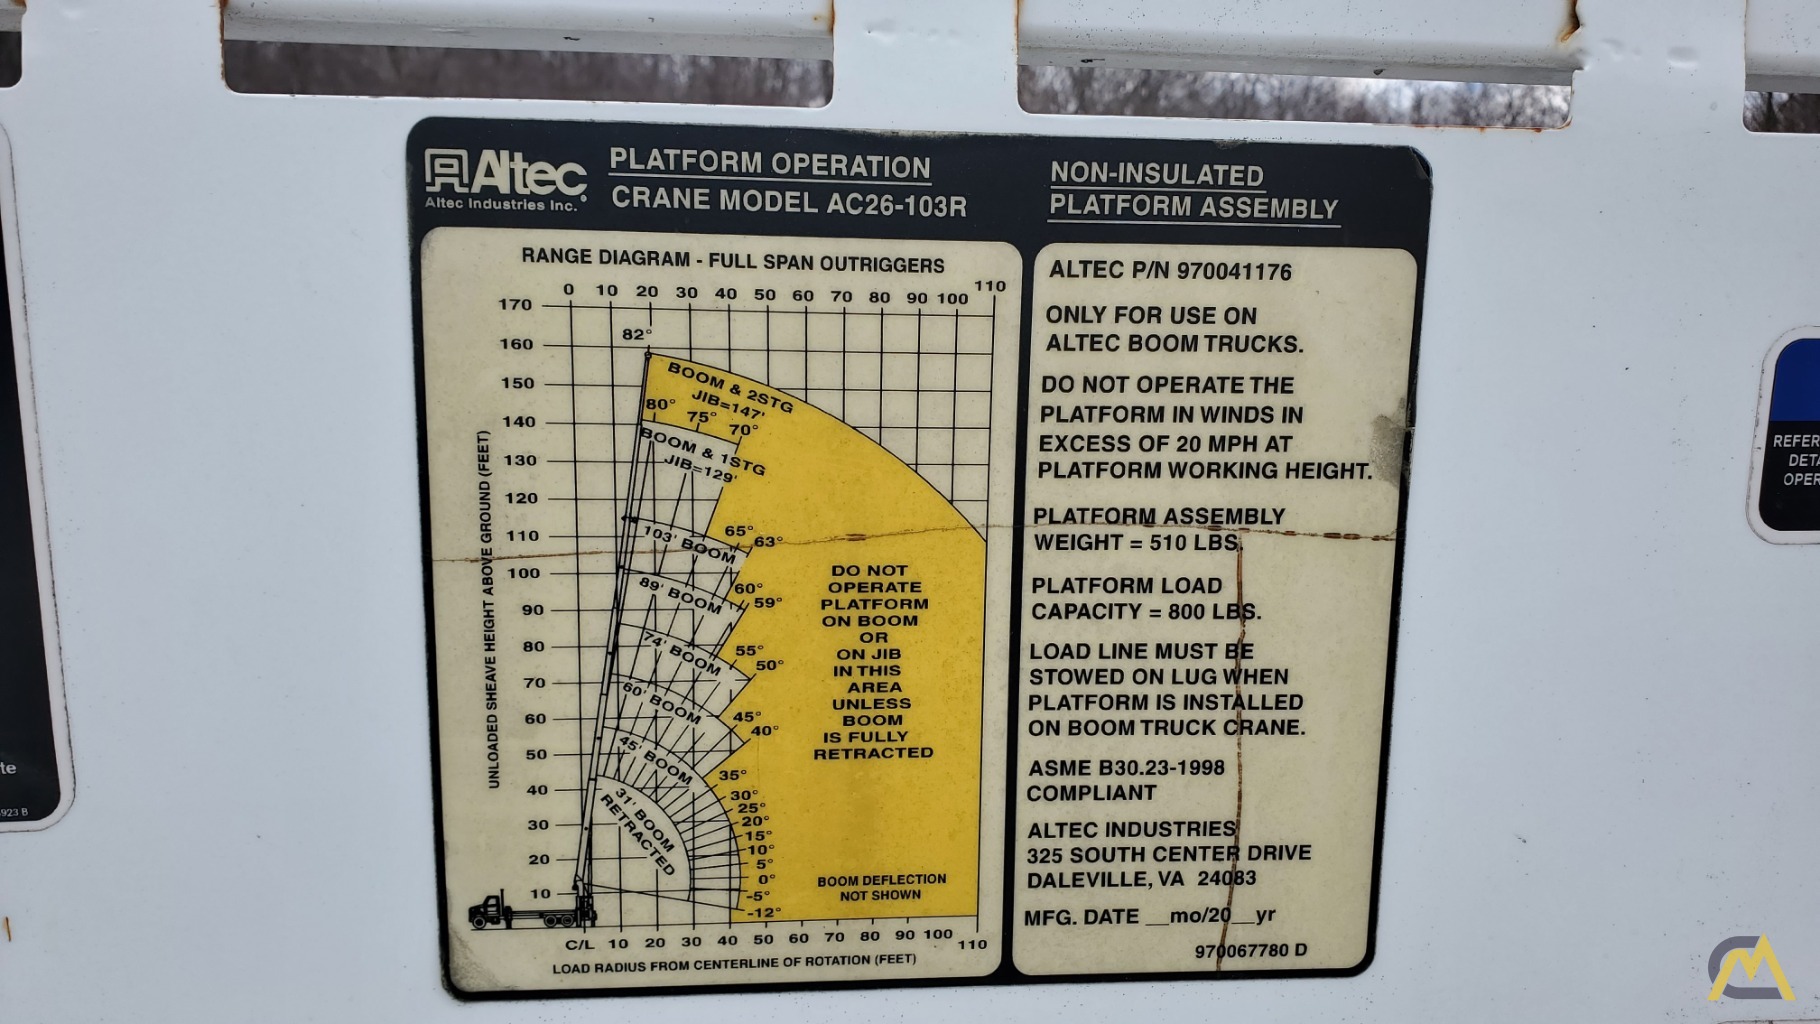 Altec
Altec Industries Inc.
PLATFORM OPERATION
CRANE MODEL AC26-103R
NON-INSULATED
PLATFORM ASSEMBLY
RANGE DIAGRAM - FULL SPAN OUTRIGGERS
0 10 20 30 40 50 60 70 80 90 100 110
170
160
150
140
130
120
110
100
90
80
70
60
50
40
30
20
10
UNLOADED SHEAVE HEIGHT ABOVE GROUND (FEET)
82°
BOOM & 2STG
JIB=147'
80° 75° 70°
BOOM & 1STG
JIB=129'
65° 63°
103' BOOM
60° 59°
89' BOOM
55° 50°
74' BOOM
45° 40°
60' BOOM
35°
45' BOOM
30°
25°
20°
15°
10°
5°
0°
-5°
-12°
31' BOOM
RETRACTED
DO NOT
OPERATE
PLATFORM
ON BOOM
OR
ON JIB
IN THIS
AREA
UNLESS
BOOM
IS FULLY
RETRACTED
BOOM DEFLECTION
NOT SHOWN
C/L 10 20 30 40 50 60 70 80 90 100 110
LOAD RADIUS FROM CENTERLINE OF ROTATION (FEET)
ALTEC P/N 970041176
ONLY FOR USE ON
ALTEC BOOM TRUCKS.
DO NOT OPERATE THE
PLATFORM IN WINDS IN
EXCESS OF 20 MPH AT
PLATFORM WORKING HEIGHT.
PLATFORM ASSEMBLY
WEIGHT = 510 LBS.
PLATFORM LOAD
CAPACITY = 800 LBS.
LOAD LINE MUST BE
STOWED ON LUG WHEN
PLATFORM IS INSTALLED
ON BOOM TRUCK CRANE.
ASME B30.23-1998
COMPLIANT
ALTEC INDUSTRIES
325 SOUTH CENTER DRIVE
DALEVILLE, VA 24083
MFG. DATE __mo/20__yr
970067780 D
te
923 B
REFER
DETA
OPER